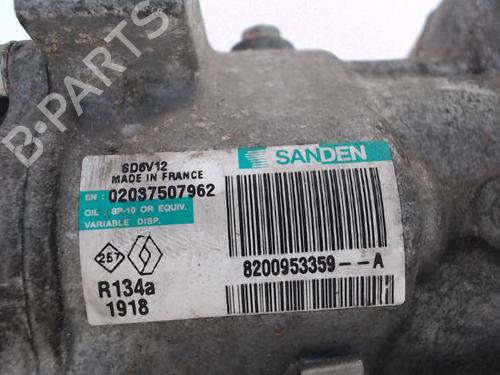 B-PARTS
SD6V12
MADE IN FRANCE
SANDEN
SN : 02037507962
OIL : SP-10 OR EQUIV.
VARIABLE DISP.
257
8200953359--A
R134a
1918